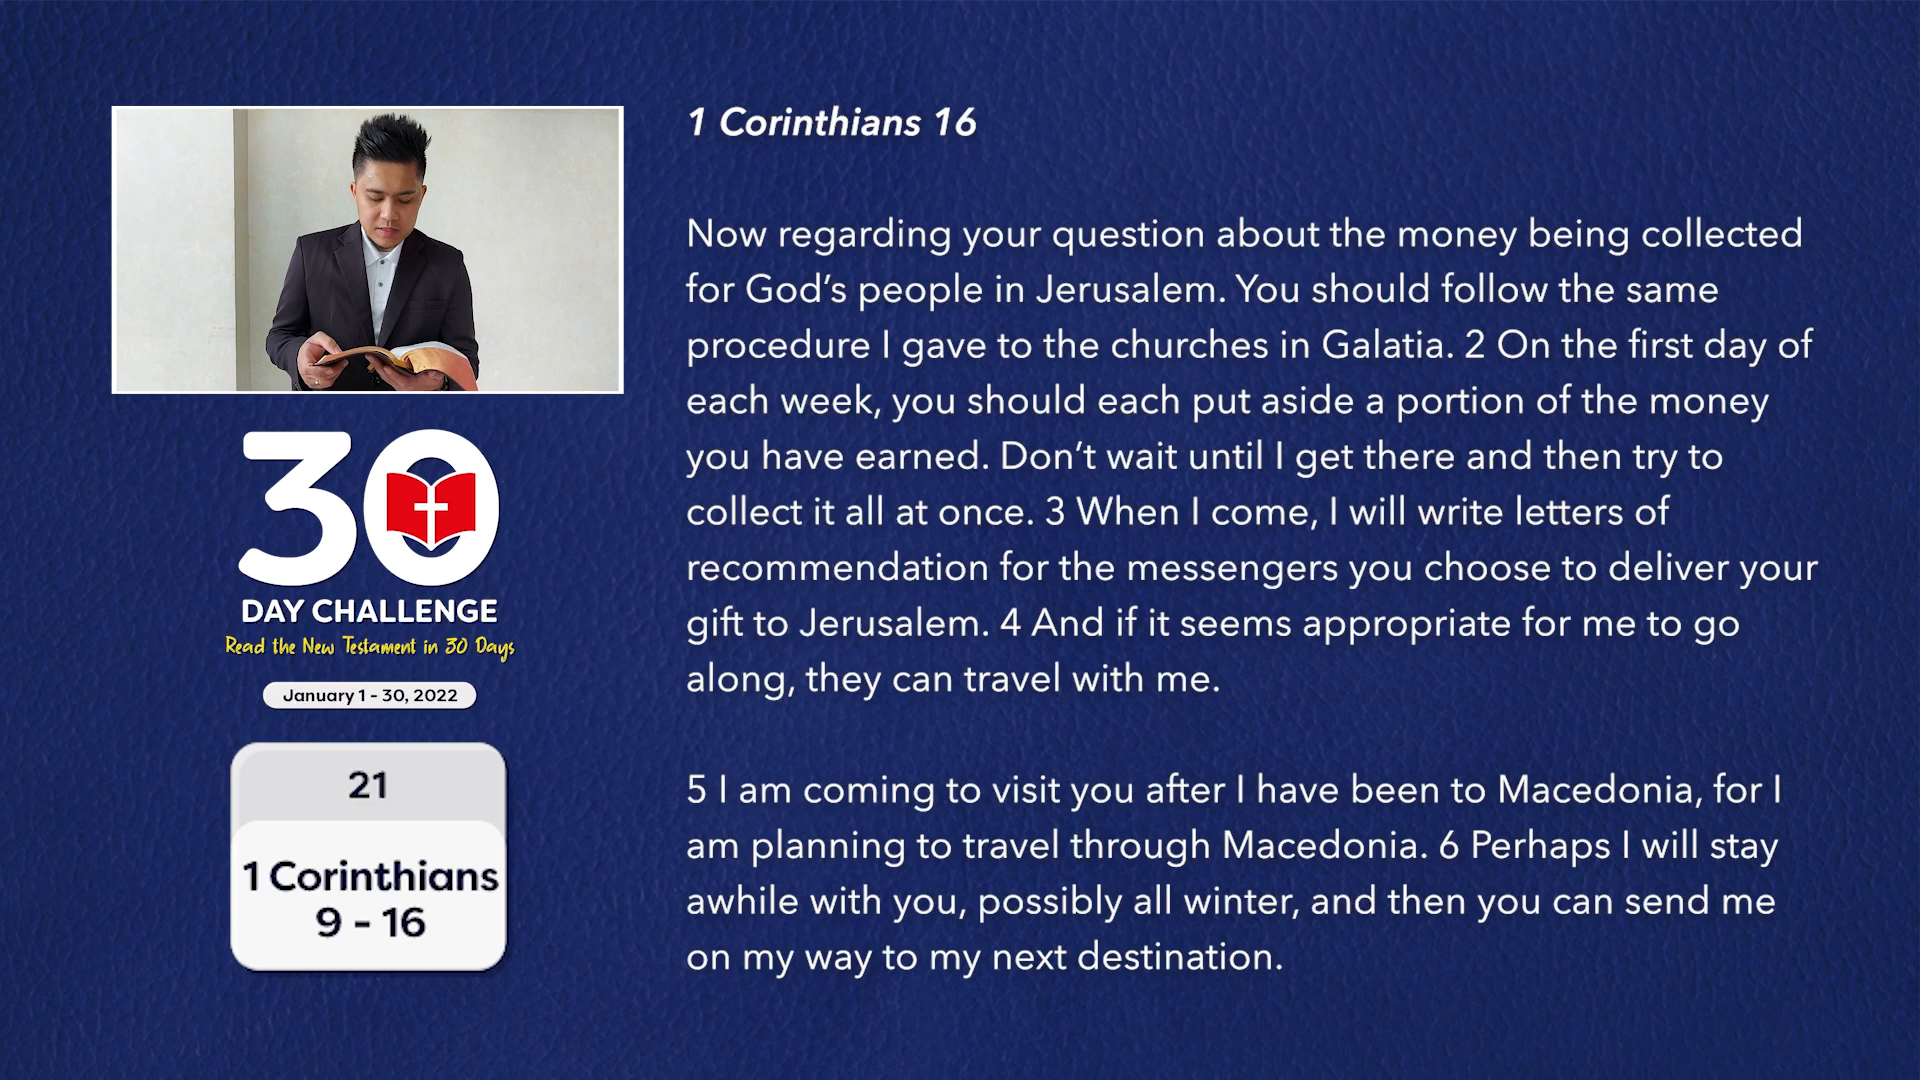 1 Corinthians 16
Now regarding your question about the money being collected
for God’s people in Jerusalem. You should follow the same
procedure I gave to the churches in Galatia. 2 On the first day of
each week, you should each put aside a portion of the money
you have earned. Don’t wait until I get there and then try to
collect it all at once. 3 When I come, I will write letters of
recommendation for the messengers you choose to deliver your
gift to Jerusalem. 4 And if it seems appropriate for me to go
along, they can travel with me.
5 I am coming to visit you after I have been to Macedonia, for I
am planning to travel through Macedonia. 6 Perhaps I will stay
awhile with you, possibly all winter, and then you can send me
on my way to my next destination.
30
DAY CHALLENGE
Read the New Testament in 30 Days
January 1 - 30, 2022
21
1 Corinthians
9 - 16